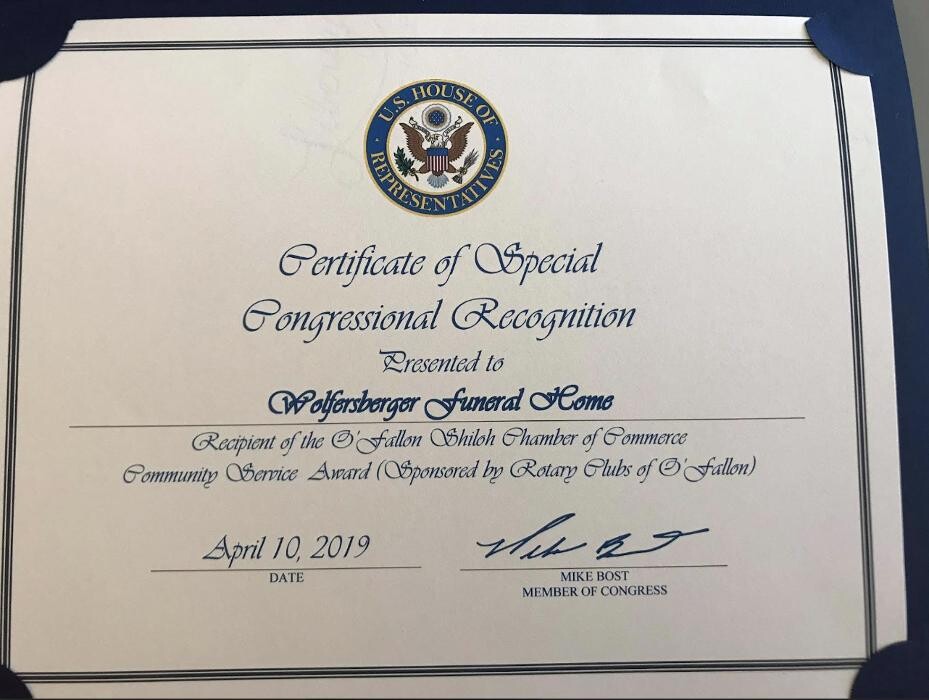 U.S. HOUSE OF
REPRESENTATIVES
Certificate of Special
Congressional Recognition
Presented to
Wolfersberger Funeral Home
Recipient of the O'Fallon Shiloh Chamber of Commerce
Community Service Award (Sponsored by Rotary Clubs of O'Fallon)
April 10, 2019
DATE
Mike Bost
MIKE BOST
MEMBER OF CONGRESS